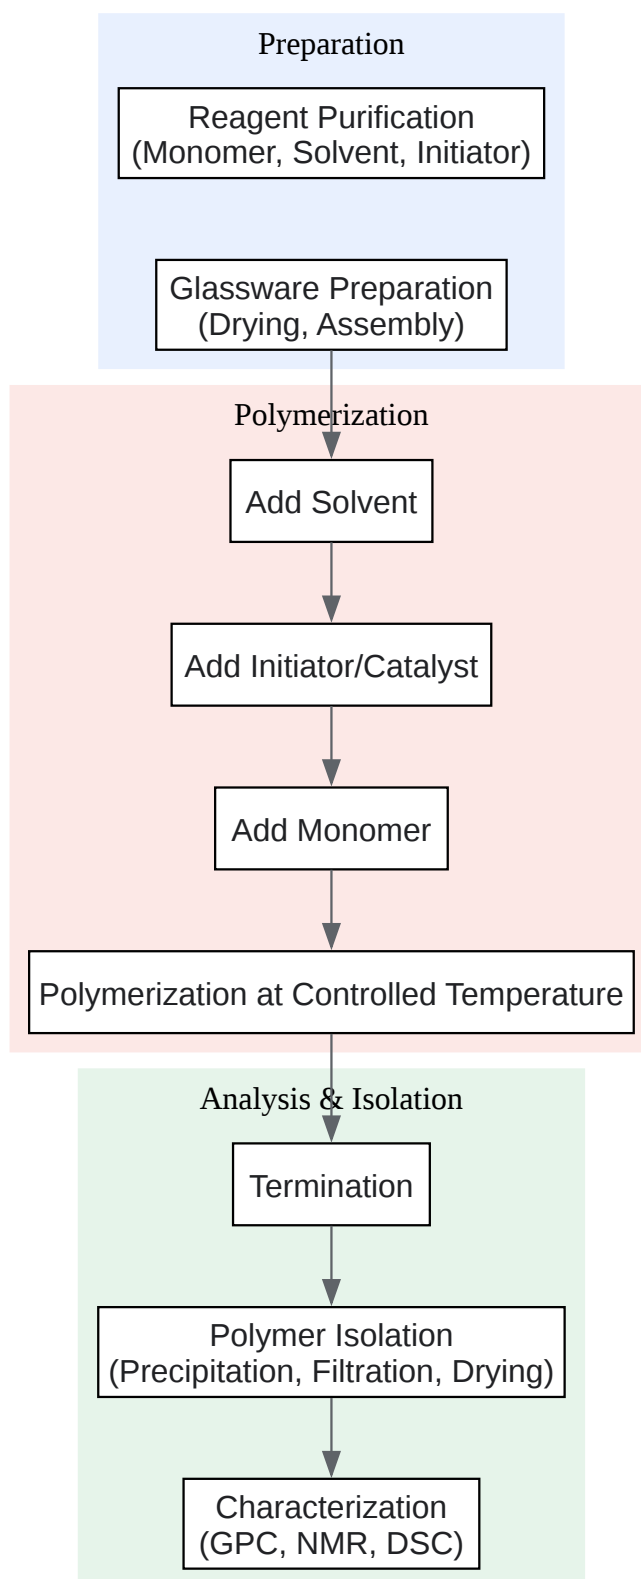 Preparation
Reagent Purification
(Monomer, Solvent, Initiator)
Glassware Preparation
(Drying, Assembly)
Polymerization
Add Solvent
Add Initiator/Catalyst
Add Monomer
Polymerization at Controlled Temperature
Analysis & Isolation
Termination
Polymer Isolation
(Precipitation, Filtration, Drying)
Characterization
(GPC, NMR, DSC)